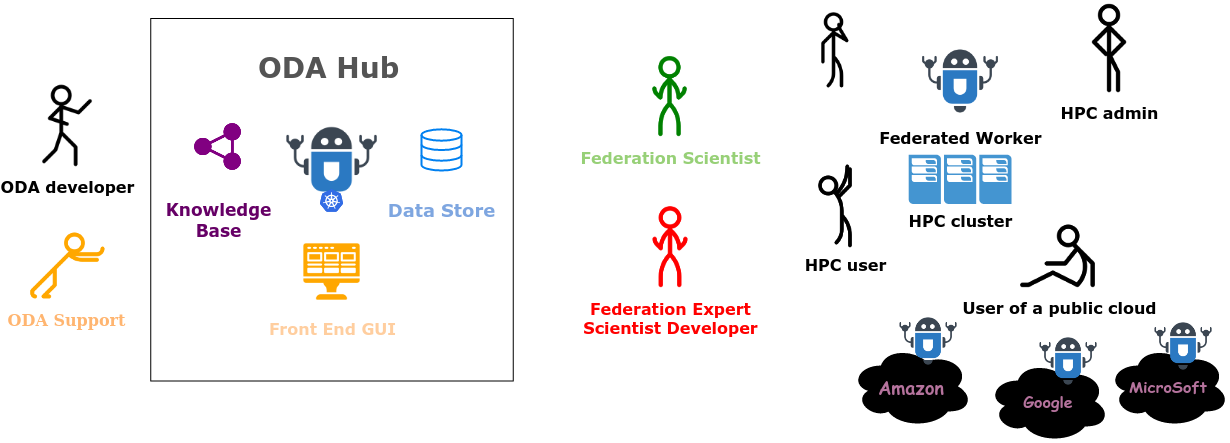 ODA Hub
ODA developer
Knowledge
Base
Data Store
ODA Support
Front End GUI
Federation Scientist
Federation Expert
Scientist Developer
HPC admin
Federated Worker
HPC cluster
HPC user
User of a public cloud
Amazon
Google
MicroSoft